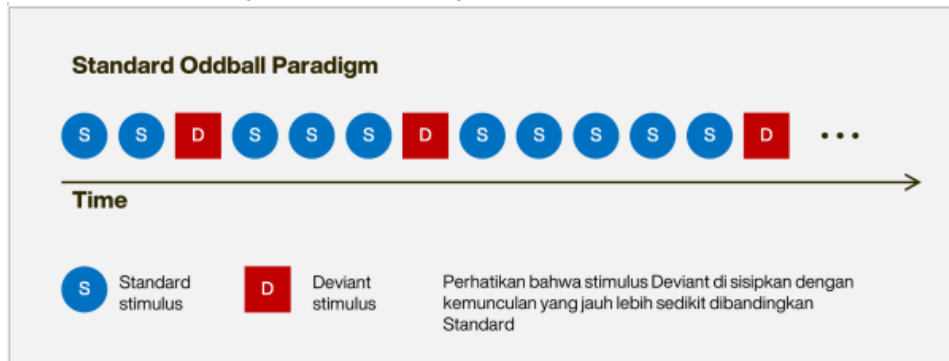 Standard Oddball Paradigm
S S D S S S D S S S S S D ...
Time
S Standard stimulus
D Deviant stimulus
Perhatikan bahwa stimulus Deviant di sisipkan dengan
kemunculan yang jauh lebih sedikit dibandingkan
Standard